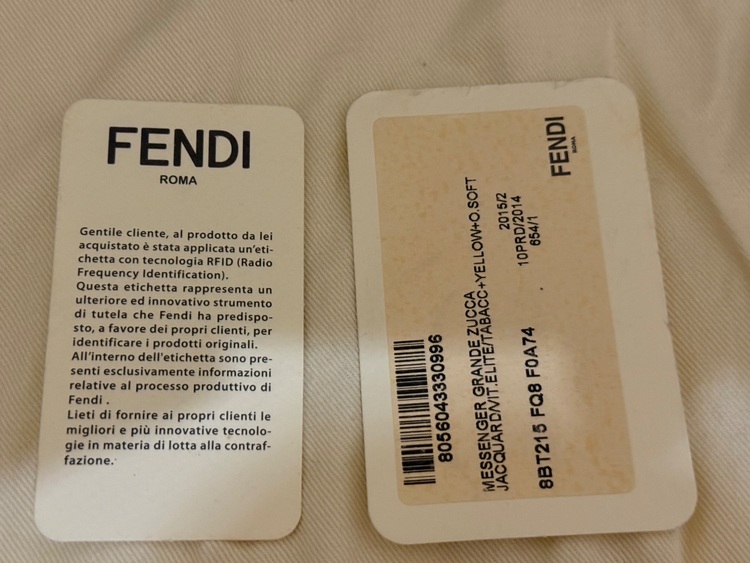 FENDI
ROMA
Gentile cliente, al prodotto da lei
acquistato è stata applicata un'eti-
chetta con tecnologia RFID (Radio
Frequency Identification).
Questa etichetta rappresenta un
ulteriore ed innovativo strumento
di tutela che Fendi ha predispo-
sto, a favore dei propri clienti, per
identificare i prodotti originali.
All'interno dell'etichetta sono pre-
senti esclusivamente informazioni
relative al processo produttivo di
Fendi .
Lieti di fornire ai propri clienti le
migliori e più innovative tecnolo-
gie in materia di lotta alla contraf-
fazione.
8056043330996
MESSENGER GRANDE ZUCCA
JACQUARD/VIT.ELITE/TABACC+YELLOW+O.SOFT
2015/2
10PRD/2014
654/1
8BT215 FQ8 F0A74
FENDI
ROMA